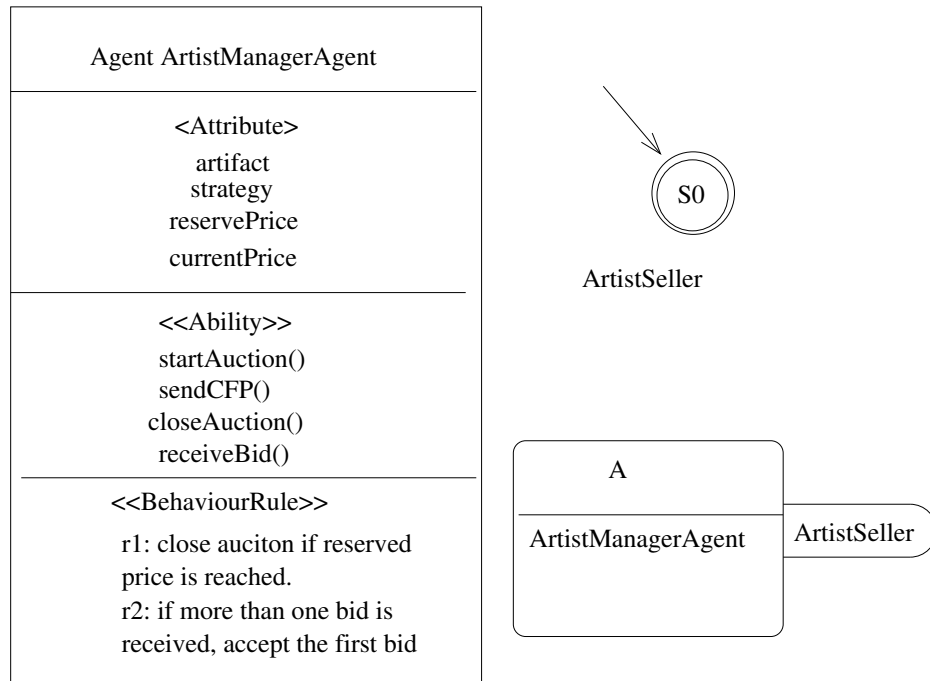 Agent ArtistManagerAgent
<Attribute>
artifact
strategy
reservePrice
currentPrice
<<Ability>>
startAuction()
sendCFP()
closeAuction()
receiveBid()
<<BehaviourRule>>
r1: close auciton if reserved
price is reached.
r2: if more than one bid is
received, accept the first bid
S0
ArtistSeller
A
ArtistManagerAgent
ArtistSeller